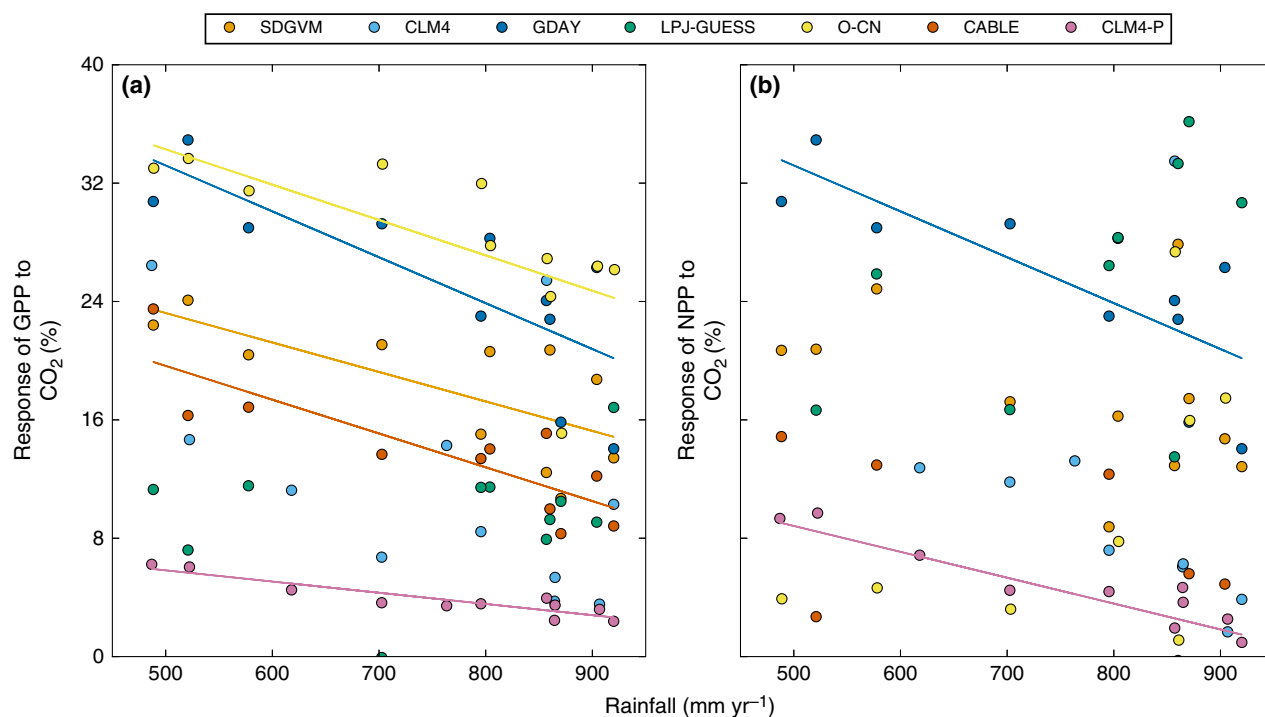 SDGVM CLM4 GDAY LPJ-GUESS O-CN CABLE CLM4-P
(a)
40
32
24
16
8
0
Response of GPP to
CO2 (%)
500 600 700 800 900
(b)
Response of NPP to
CO2 (%)
500 600 700 800 900
Rainfall (mm yr–1)